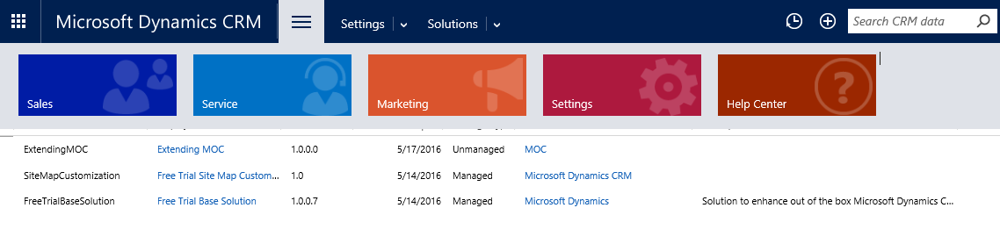 Microsoft Dynamics CRM Settings Solutions Search CRM data
Sales Service Marketing Settings Help Center
ExtendingMOC Extending MOC 1.0.0.0 5/17/2016 Unmanaged MOC
SiteMapCustomization Free Trial Site Map Custom... 1.0 5/14/2016 Managed Microsoft Dynamics CRM
FreeTrialBaseSolution Free Trial Base Solution 1.0.0.7 5/14/2016 Managed Microsoft Dynamics Solution to enhance out of the box Microsoft Dynamics C...